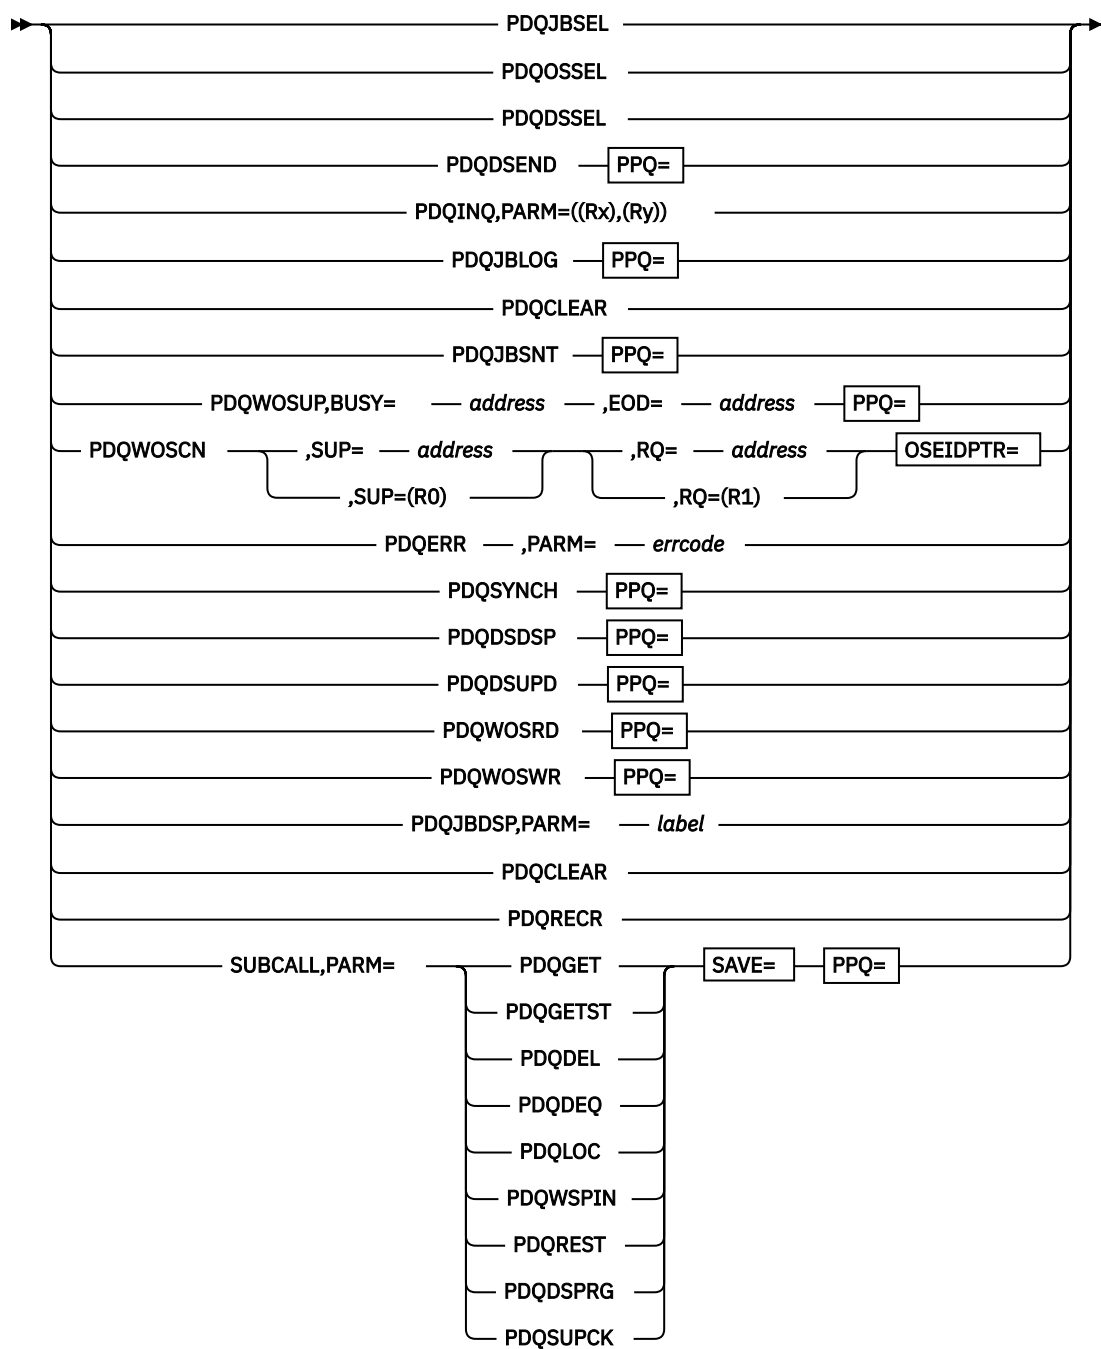 PDQJBSEL
PDQOSSEL
PDQDSSEL
PDQDSEND PPQ=
PDQINQ,PARM=((Rx),(Ry))
PDQJBLOG PPQ=
PDQCLEAR
PDQJBSNT PPQ=
PDQWOSUP,BUSY= address ,EOD= address PPQ=
PDQWOSCN ,SUP= address ,RQ= address OSEIDPTR=
,SUP=(R0) ,RQ=(R1)
PDQERR ,PARM= errcode
PDQSYNCH PPQ=
PDQDSDSP PPQ=
PDQDSUPD PPQ=
PDQWOSRD PPQ=
PDQWOSWR PPQ=
PDQJBDSP,PARM= label
PDQCLEAR
PDQRECR
SUBCALL,PARM= PDQGET SAVE= PPQ=
PDQGETST
PDQDEL
PDQDEQ
PDQLOC
PDQWSPIN
PDQREST
PDQDSPRG
PDQSUPCK